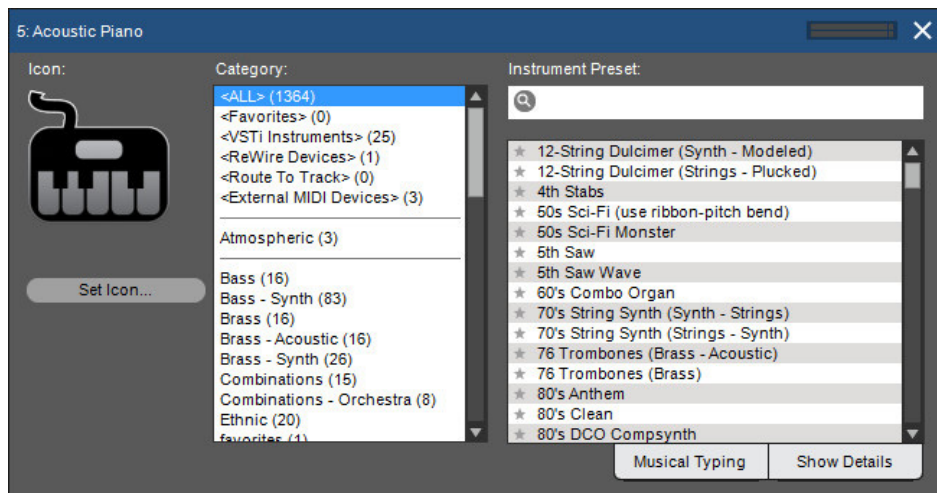 5: Acoustic Piano
Icon:
Set Icon...
Category:
<ALL> (1364)
<Favorites> (0)
<VSTi Instruments> (25)
<ReWire Devices> (1)
<Route To Track> (0)
<External MIDI Devices> (3)
Atmospheric (3)
Bass (16)
Bass - Synth (83)
Brass (16)
Brass - Acoustic (16)
Brass - Synth (26)
Combinations (15)
Combinations - Orchestra (8)
Ethnic (20)
favorites (1)
Instrument Preset:
12-String Dulcimer (Synth - Modeled)
12-String Dulcimer (Strings - Plucked)
4th Stabs
50s Sci-Fi (use ribbon-pitch bend)
50s Sci-Fi Monster
5th Saw
5th Saw Wave
60's Combo Organ
70's String Synth (Synth - Strings)
70's String Synth (Strings - Synth)
76 Trombones (Brass - Acoustic)
76 Trombones (Brass)
80's Anthem
80's Clean
80's DCO Compsynth
Musical Typing
Show Details